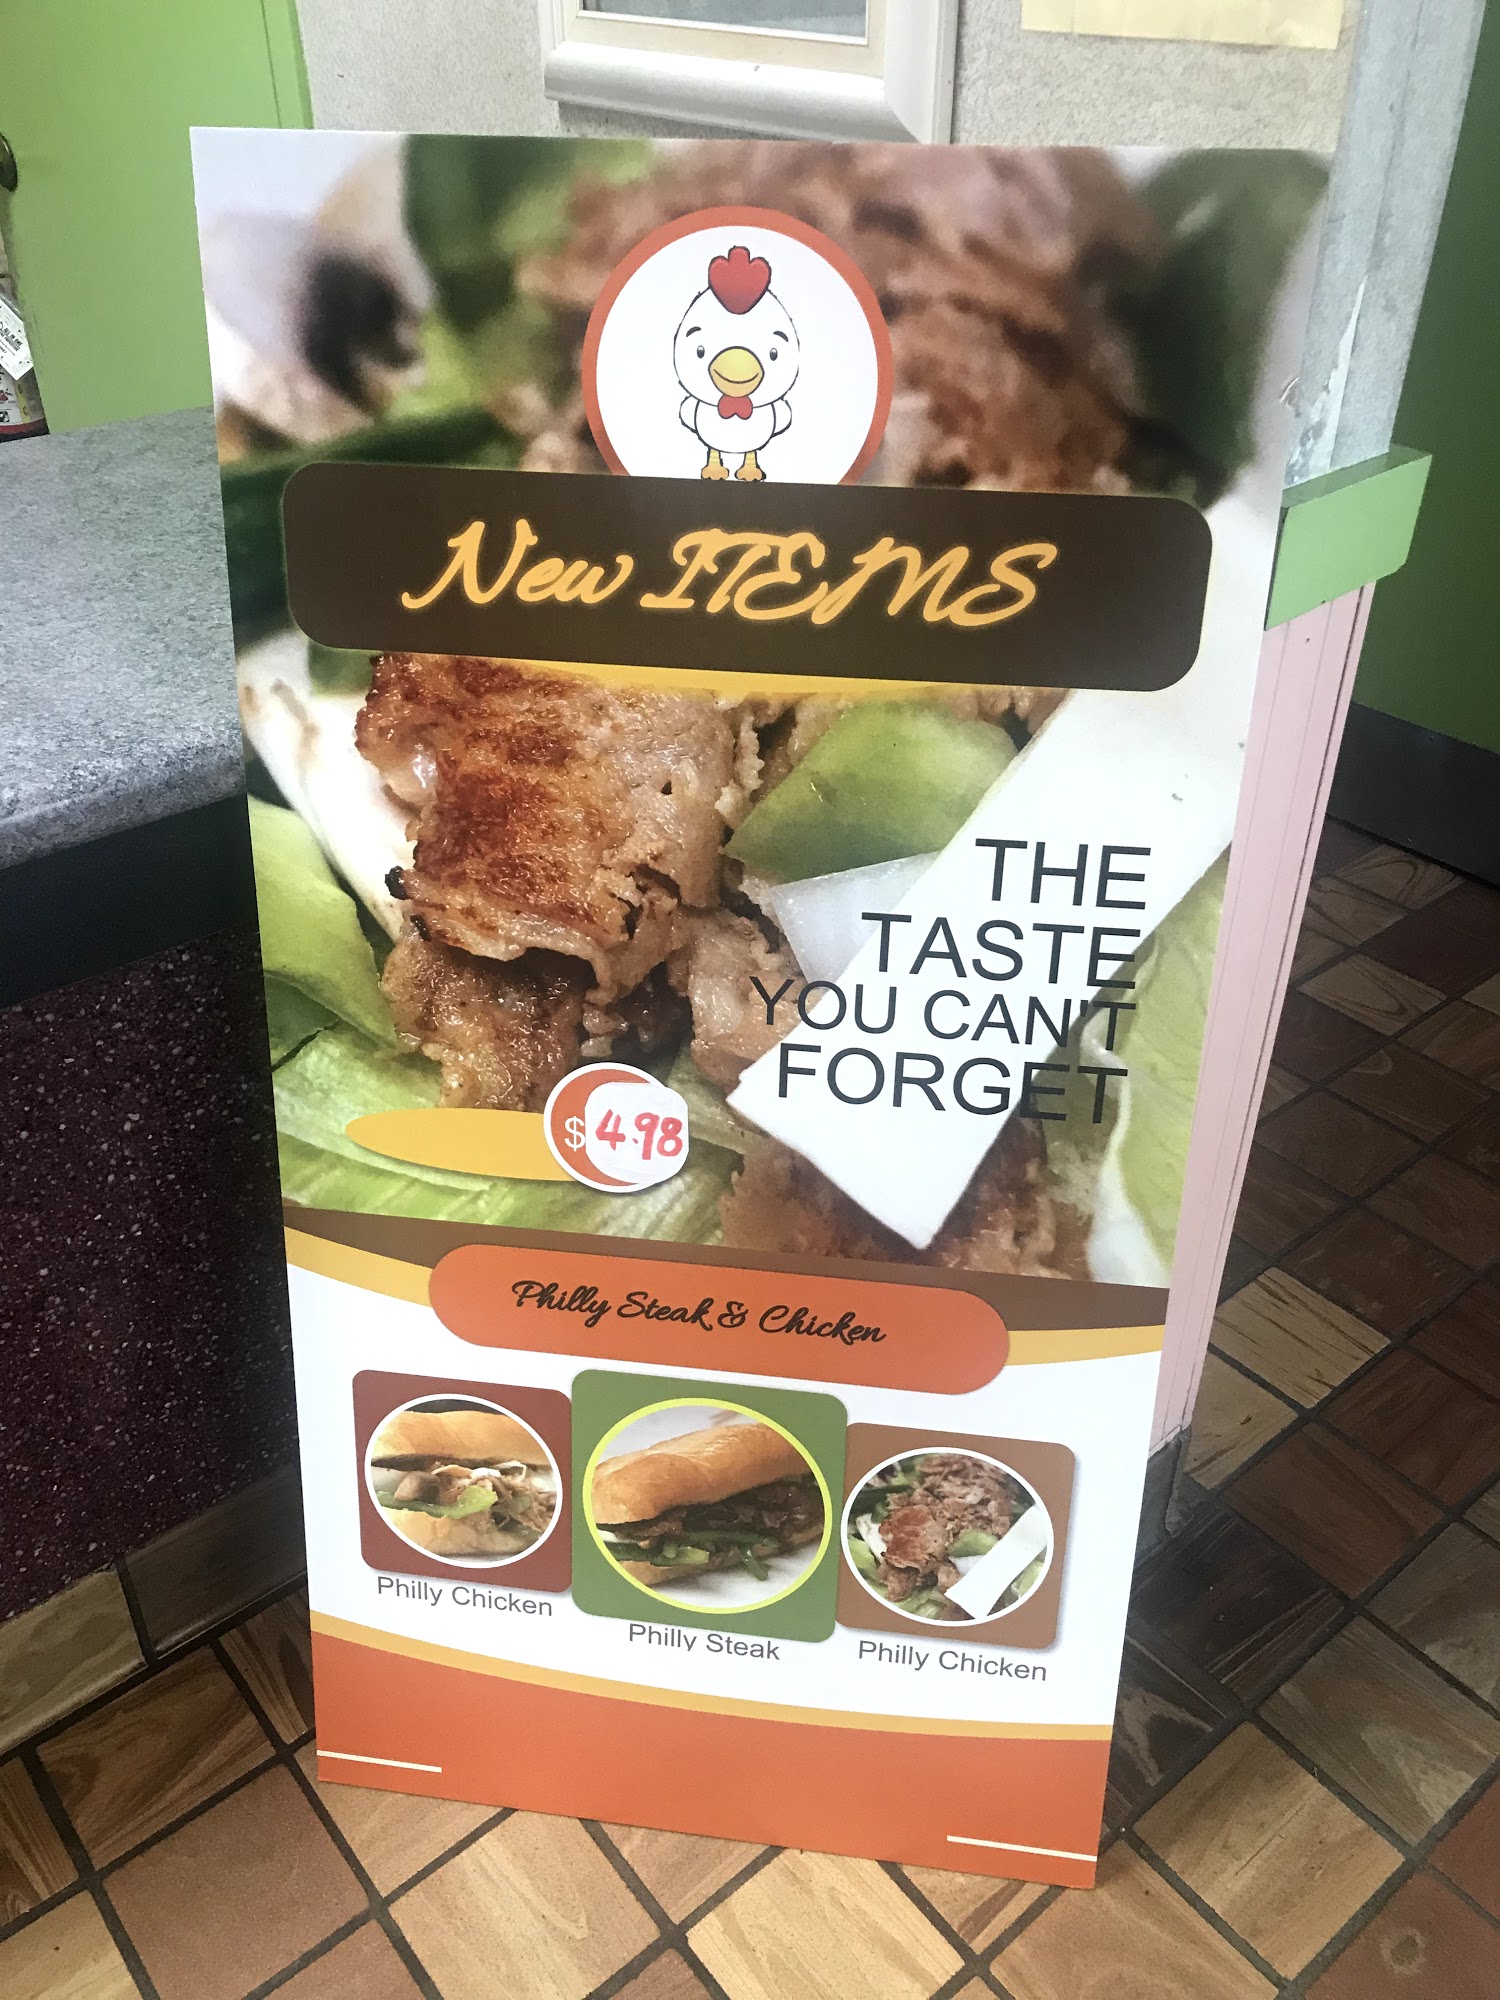 New ITEMS
THE
TASTE
YOU CAN'T
FORGET
$ 4.98
Philly Steak & Chicken
Philly Chicken
Philly Steak
Philly Chicken